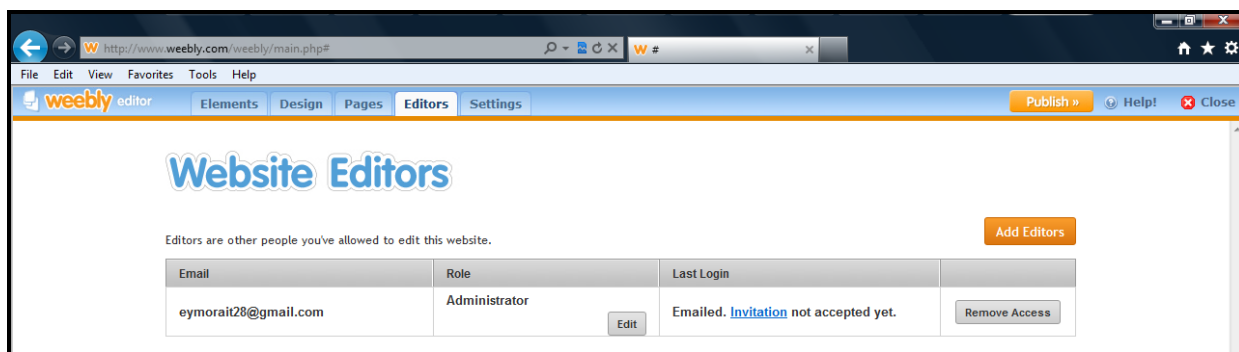 http://www.weebly.com/weebly/main.php#
W #
File Edit View Favorites Tools Help
weebly editor Elements Design Pages Editors Settings Publish » Help! Close
Website Editors
Editors are other people you've allowed to edit this website. Add Editors
Email Role Last Login
eymorait28@gmail.com Administrator Edit Emailed. Invitation not accepted yet. Remove Access